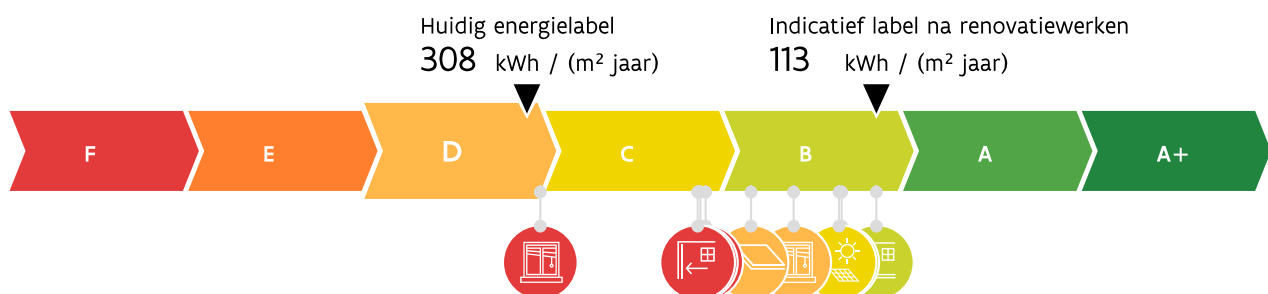 Huidig energielabel
308 kWh / (m² jaar)
Indicatief label na renovatiewerken
113 kWh / (m² jaar)
F E D C B A A+